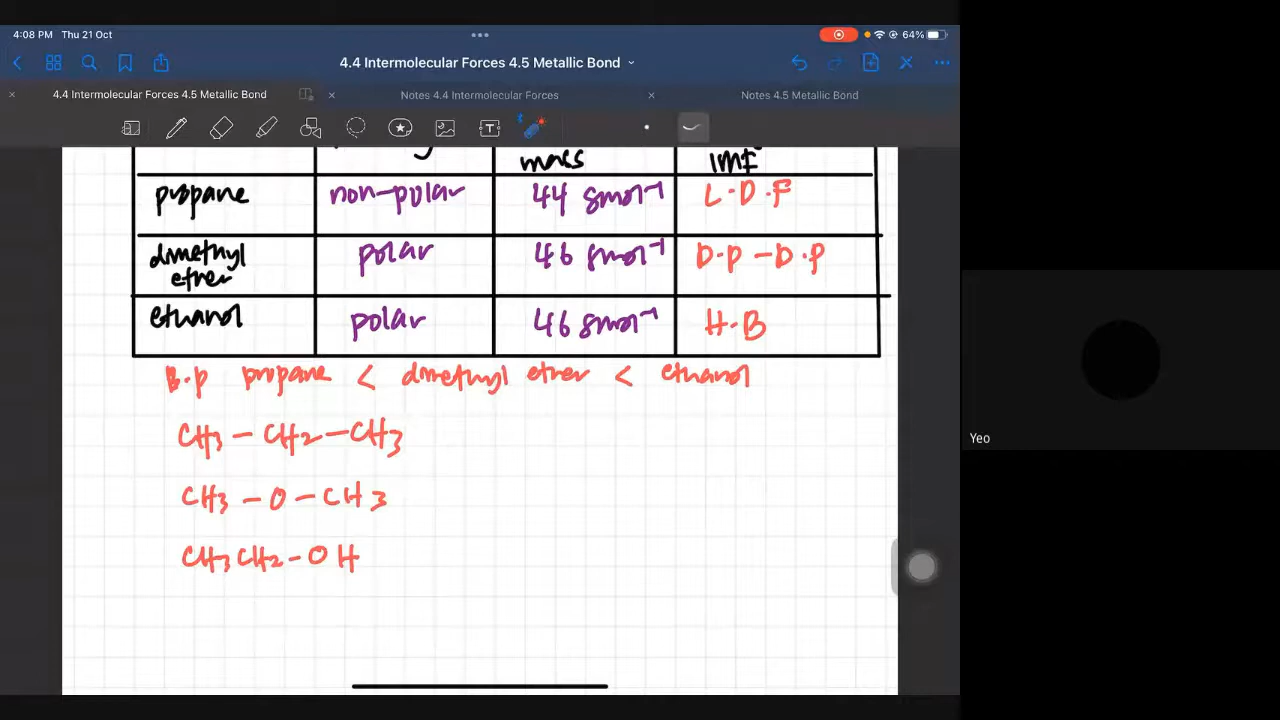 4:08 PM Thu 21 Oct
64%
4.4 Intermolecular Forces 4.5 Metallic Bond
4.4 Intermolecular Forces 4.5 Metallic Bond
Notes 4.4 Intermolecular Forces
Notes 4.5 Metallic Bond
mass IMF
propane non-polar 44 gmol⁻¹ L·D·F
dimethyl ether polar 46 gmol⁻¹ D·P – D·P
ethanol polar 46 gmol⁻¹ H·B
B.p propane < dimethyl ether < ethanol
CH3 – CH2 – CH3
CH3 – O – CH3
CH3CH2 – OH
Yeo